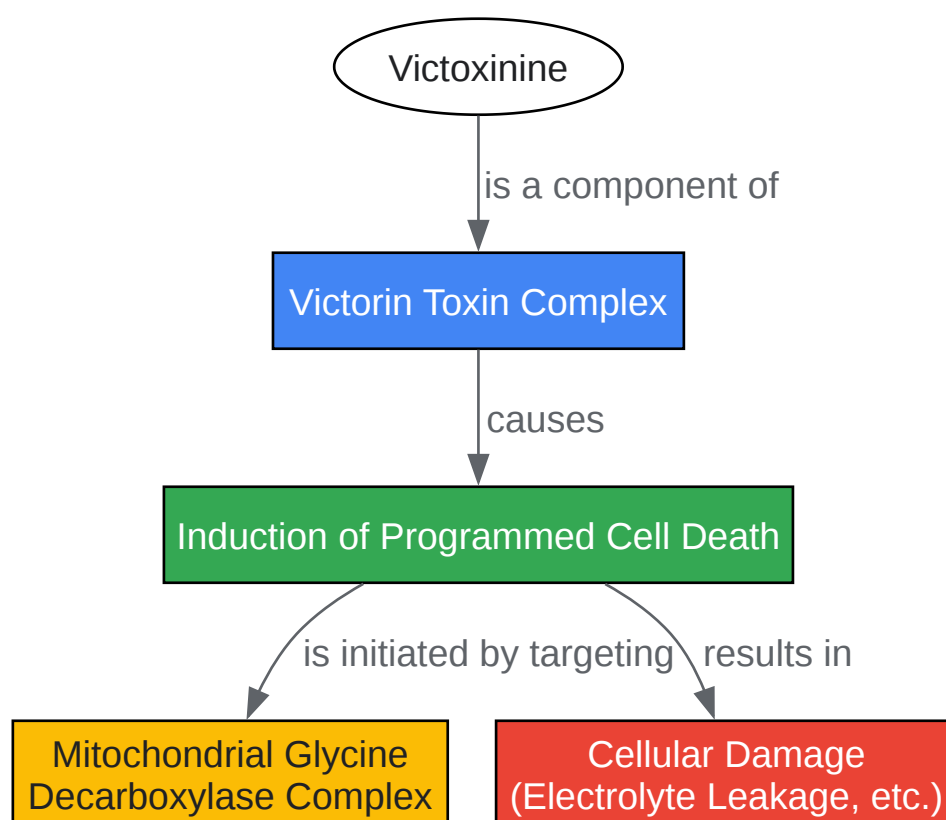 Victoxinine
is a component of
Victorin Toxin Complex
causes
Induction of Programmed Cell Death
is initiated by targeting
results in
Mitochondrial Glycine
Decarboxylase Complex
Cellular Damage
(Electrolyte Leakage, etc.)